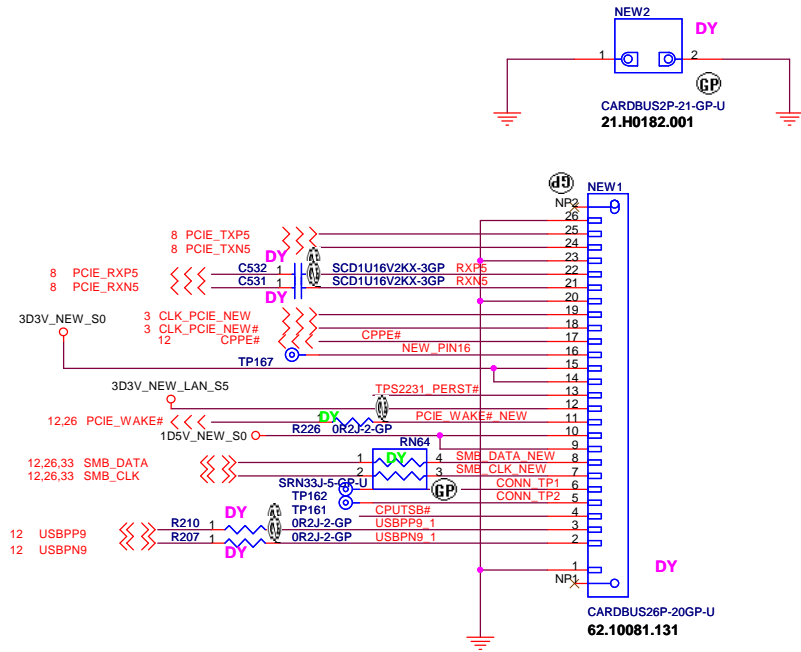 NEW2
DY
1
2
GP
CARDBUS2P-21-GP-U
21.H0182.001
GP
NEW1
NP2
26
8 PCIE_TXP5
25
8 PCIE_TXN5
24
DY
23
8 PCIE_RXP5
C532 1
SCD1U16V2KX-3GP
RXP5
22
8 PCIE_RXN5
C531 1
SCD1U16V2KX-3GP
RXN5
21
DY
20
3 CLK_PCIE_NEW
19
3D3V_NEW_S0
3 CLK_PCIE_NEW#
18
12 CPPE#
CPPE#
17
NEW_PIN16
16
TP167
15
14
3D3V_NEW_LAN_S5
TPS2231_PERST#
13
12
12,26 PCIE_WAKE#
DY
PCIE_WAKE#_NEW
11
R226 0R2J-2-GP
1D5V_NEW_S0
10
RN64
9
12,26,33 SMB_DATA
1
DY
4
SMB_DATA_NEW
8
12,26,33 SMB_CLK
2
3
SMB_CLK_NEW
7
SRN33J-5-GP-U
GP
CONN_TP1
6
TP162
CONN_TP2
5
TP161
CPUTSB#
4
DY
12 USBPP9
R210 1
0R2J-2-GP
USBPP9_1
3
12 USBPN9
R207 1
0R2J-2-GP
USBPN9_1
2
DY
1
DY
NP1
CARDBUS26P-20GP-U
62.10081.131